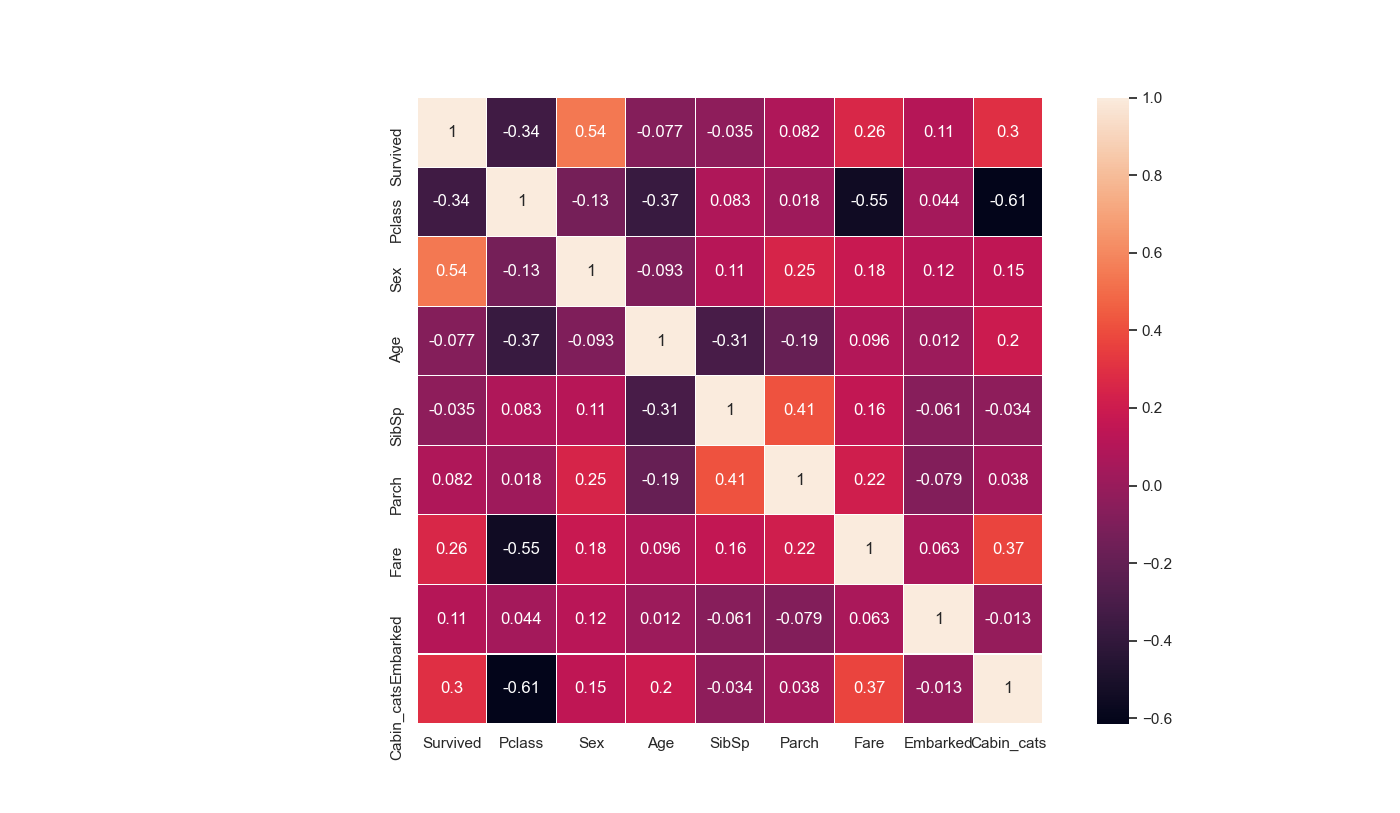 Survived 1 -0.34 0.54 -0.077 -0.035 0.082 0.26 0.11 0.3
Pclass -0.34 1 -0.13 -0.37 0.083 0.018 -0.55 0.044 -0.61
Sex 0.54 -0.13 1 -0.093 0.11 0.25 0.18 0.12 0.15
Age -0.077 -0.37 -0.093 1 -0.31 -0.19 0.096 0.012 0.2
SibSp -0.035 0.083 0.11 -0.31 1 0.41 0.16 -0.061 -0.034
Parch 0.082 0.018 0.25 -0.19 0.41 1 0.22 -0.079 0.038
Fare 0.26 -0.55 0.18 0.096 0.16 0.22 1 0.063 0.37
Embarked 0.11 0.044 0.12 0.012 -0.061 -0.079 0.063 1 -0.013
Cabin_cats 0.3 -0.61 0.15 0.2 -0.034 0.038 0.37 -0.013 1
Survived Pclass Sex Age SibSp Parch Fare Embarked Cabin_cats
1.0
0.8
0.6
0.4
0.2
0.0
−0.2
−0.4
−0.6